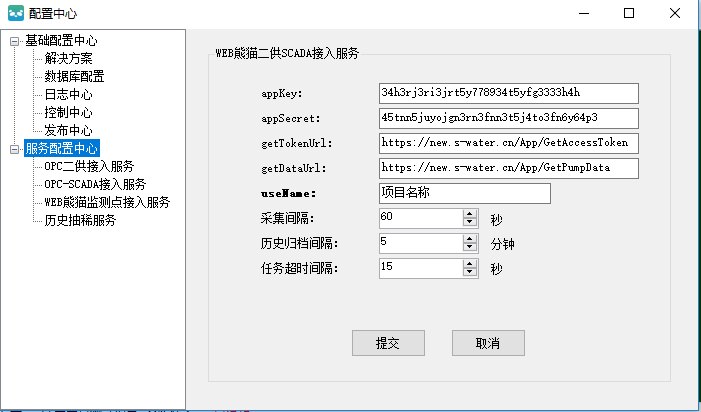 配置中心
基础配置中心
解决方案
数据库配置
日志中心
控制中心
发布中心
服务配置中心
OPC二供接入服务
OPC-SCADA接入服务
WEB熊猫监测点接入服务
历史抽稀服务
WEB熊猫二供SCADA接入服务
appKey: 34h3rj3ri3jrt5y778934t5yfg3333h4h
appSecret: 45tnn5juyojgn3rn3fnn3t5j4to3fn6y64p3
getTokenUrl: https://new.s-water.cn/App/GetAccessToken
getDataUrl: https://new.s-water.cn/App/GetPumpData
useName: 项目名称
采集间隔: 60 秒
历史归档间隔: 5 分钟
任务超时间隔: 15 秒
提交 取消